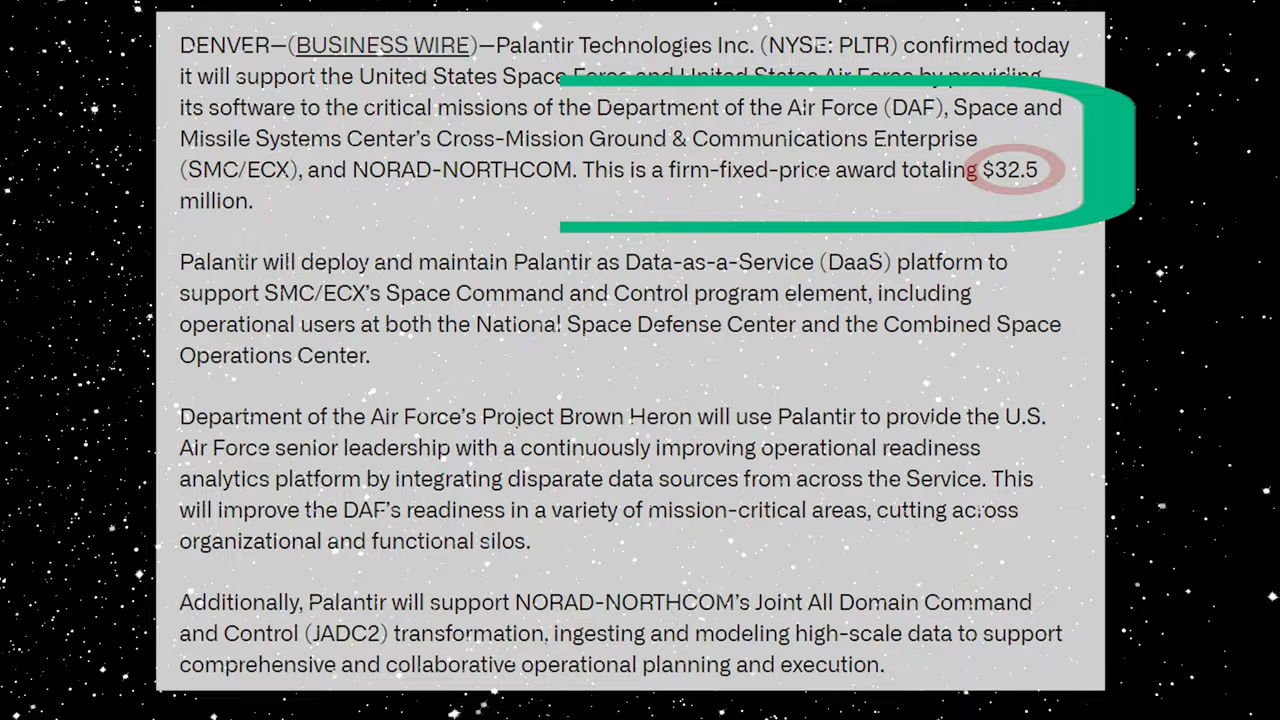 DENVER—(BUSINESS WIRE)—Palantir Technologies Inc. (NYSE: PLTR) confirmed today
it will support the United States Space Force and United States Air Force by providing
its software to the critical missions of the Department of the Air Force (DAF), Space and
Missile Systems Center's Cross-Mission Ground & Communications Enterprise
(SMC/ECX), and NORAD-NORTHCOM. This is a firm-fixed-price award totaling $32.5
million.
Palantir will deploy and maintain Palantir as Data-as-a-Service (DaaS) platform to
support SMC/ECX's Space Command and Control program element, including
operational users at both the National Space Defense Center and the Combined Space
Operations Center.
Department of the Air Force's Project Brown Heron will use Palantir to provide the U.S.
Air Force senior leadership with a continuously improving operational readiness
analytics platform by integrating disparate data sources from across the Service. This
will improve the DAF's readiness in a variety of mission-critical areas, cutting across
organizational and functional silos.
Additionally, Palantir will support NORAD-NORTHCOM's Joint All Domain Command
and Control (JADC2) transformation, ingesting and modeling high-scale data to support
comprehensive and collaborative operational planning and execution.